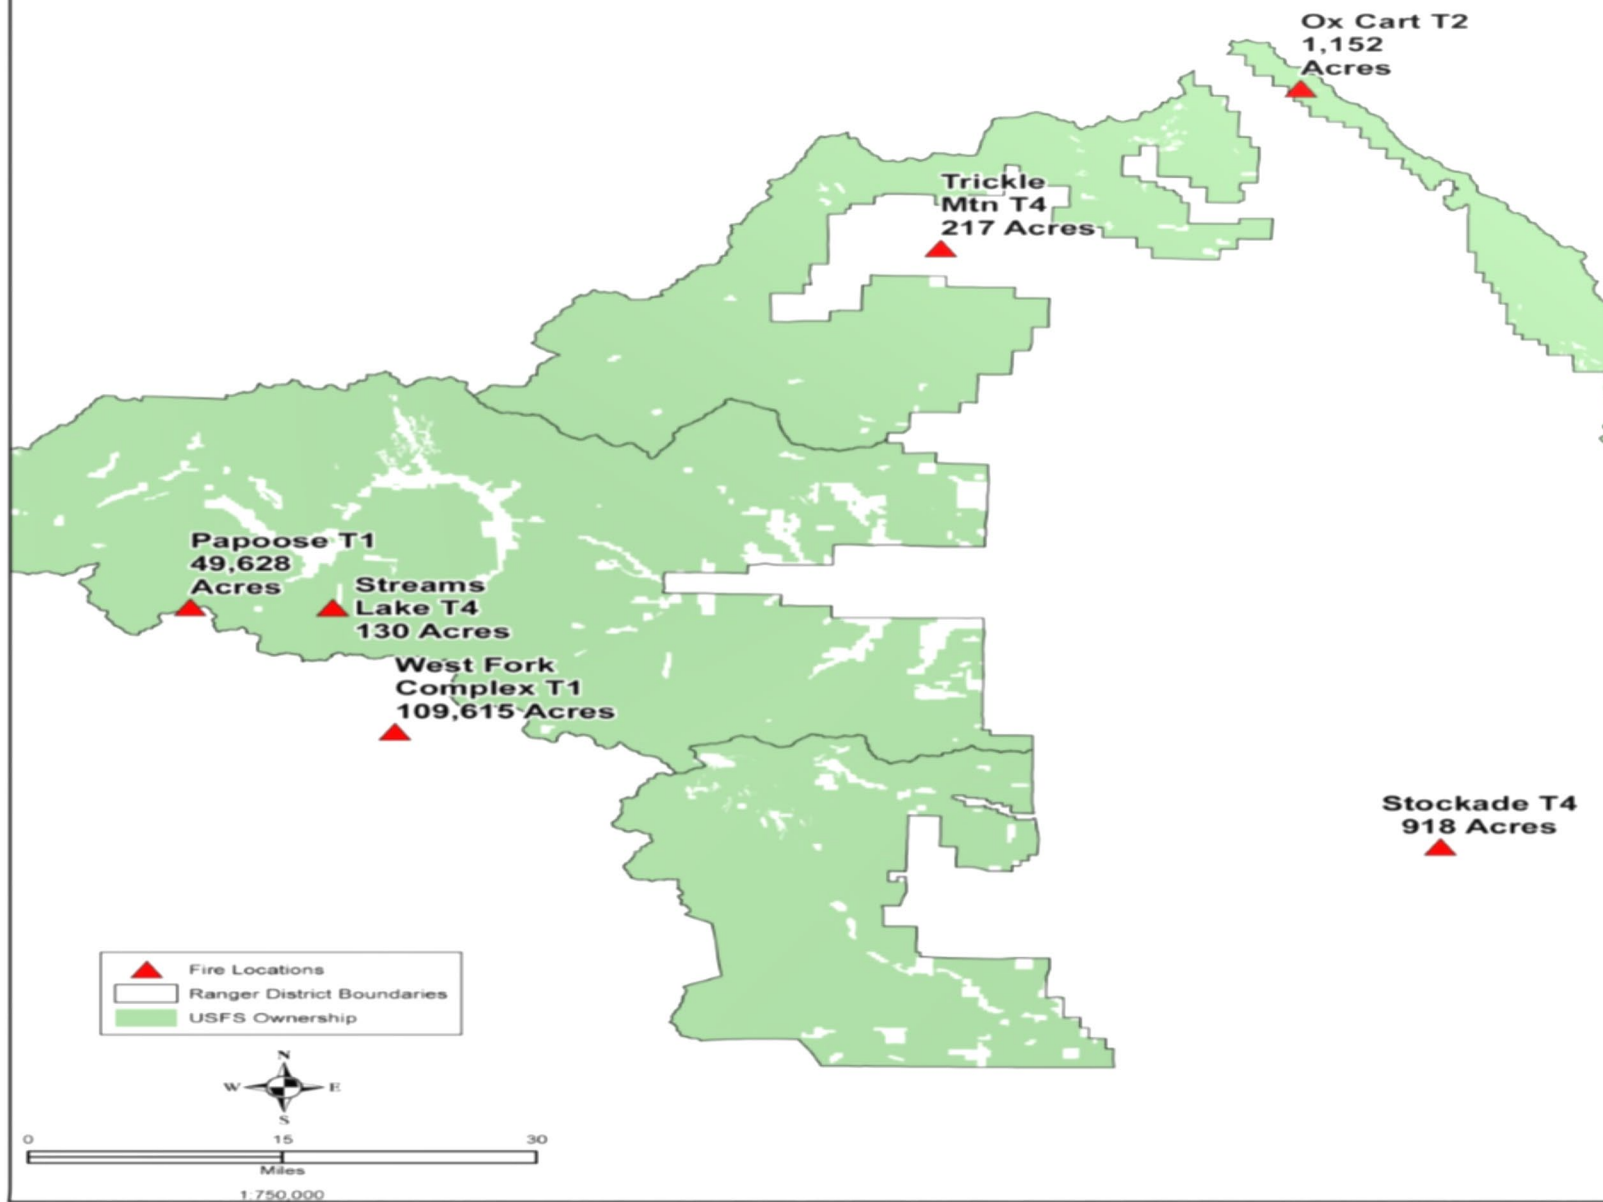 Ox Cart T2
1,152
Acres
Trickle
Mtn T4
217 Acres
Papoose T1
49,628
Acres
Streams
Lake T4
130 Acres
West Fork
Complex T1
109,615 Acres
Stockade T4
918 Acres
Fire Locations
Ranger District Boundaries
USFS Ownership
N
W E
S
0 15 30
Miles
1:750,000